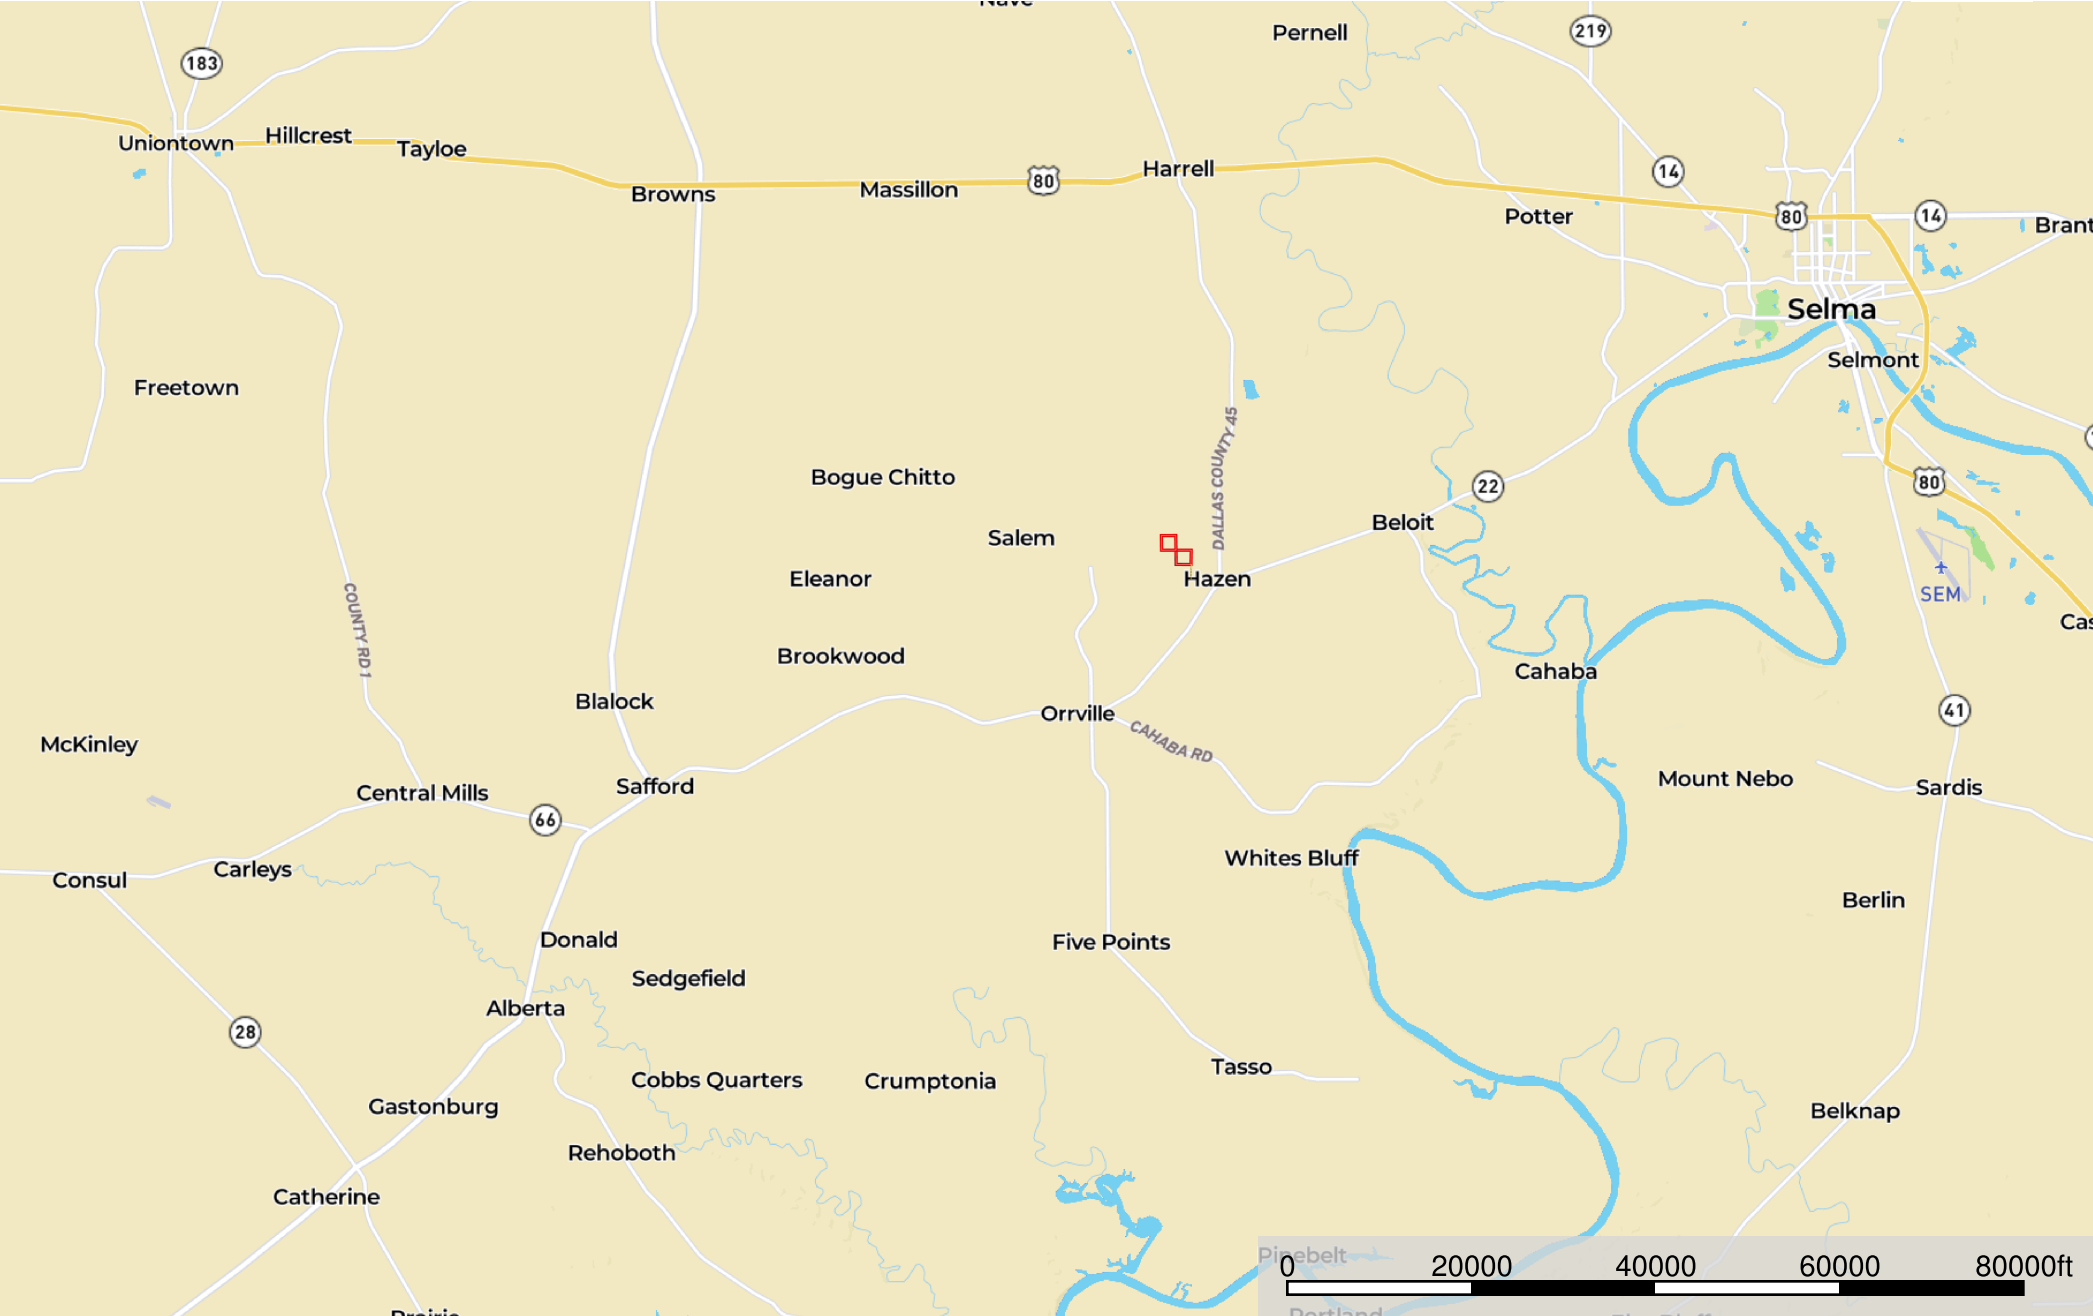 Nave
Pernell
219
183
Uniontown
Hillcrest
Tayloe
Browns
Massillon
80
Harrell
14
Potter
80
14
Brant
Selma
Selmont
Freetown
DALLAS COUNTY 45
Bogue Chitto
22
80
Beloit
Salem
Eleanor
Hazen
SEM
COUNTY RD 1
Cas
Brookwood
Cahaba
Blalock
Orrville
CAHABA RD
41
McKinley
Central Mills
Safford
66
Mount Nebo
Sardis
Consul
Carleys
Whites Bluff
Berlin
Donald
Five Points
Sedgefield
Alberta
28
Tasso
Cobbs Quarters
Crumptonia
Gastonburg
Belknap
Rehoboth
Catherine
Pinebelt
0 20000 40000 60000 80000ft
Prairie
Portland